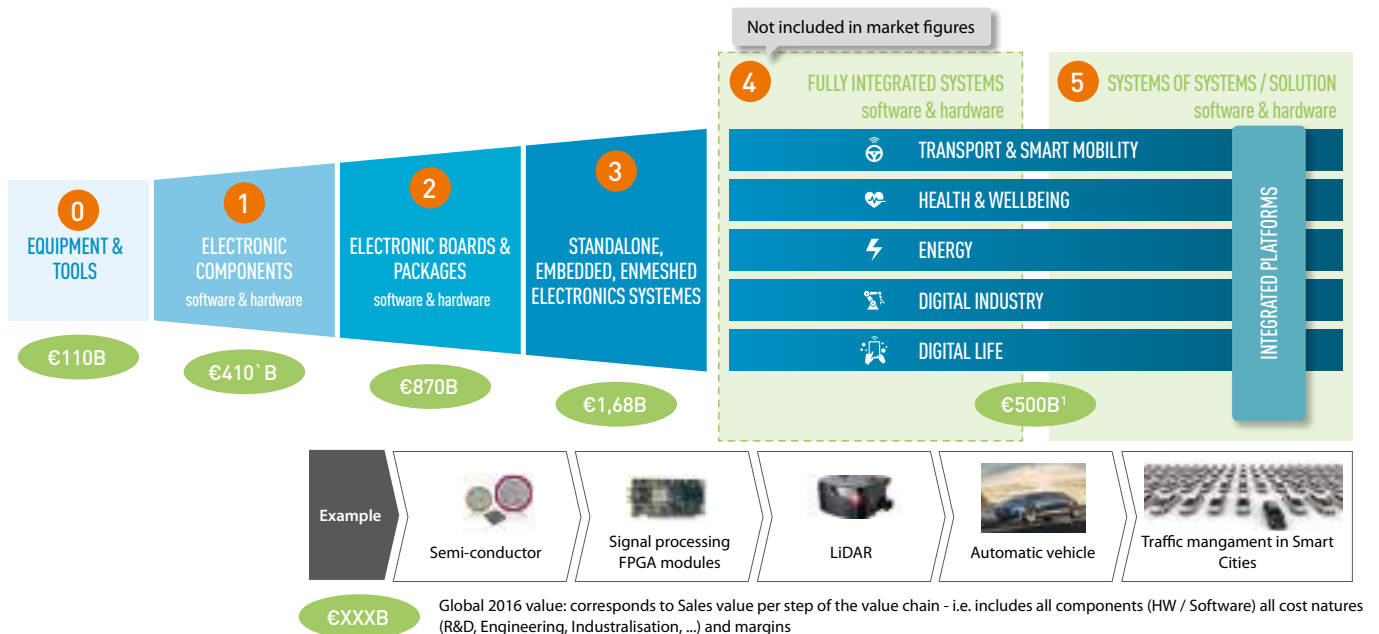 Not included in market figures
4
FULLY INTEGRATED SYSTEMS
software & hardware
5
SYSTEMS OF SYSTEMS / SOLUTION
software & hardware
0
EQUIPMENT &
TOOLS
1
ELECTRONIC
COMPONENTS
software & hardware
2
ELECTRONIC BOARDS &
PACKAGES
software & hardware
3
STANDALONE,
EMBEDDED, ENMESHED
ELECTRONICS SYSTEMES
TRANSPORT & SMART MOBILITY
HEALTH & WELLBEING
ENERGY
DIGITAL INDUSTRY
DIGITAL LIFE
INTEGRATED PLATFORMS
€110B
€410`B
€870B
€1,68B
€500B¹
Example
Semi-conductor
Signal processing
FPGA modules
LiDAR
Automatic vehicle
Traffic mangament in Smart
Cities
€XXXB
Global 2016 value: corresponds to Sales value per step of the value chain - i.e. includes all components (HW / Software) all cost natures
(R&D, Engineering, Industralisation, ...) and margins